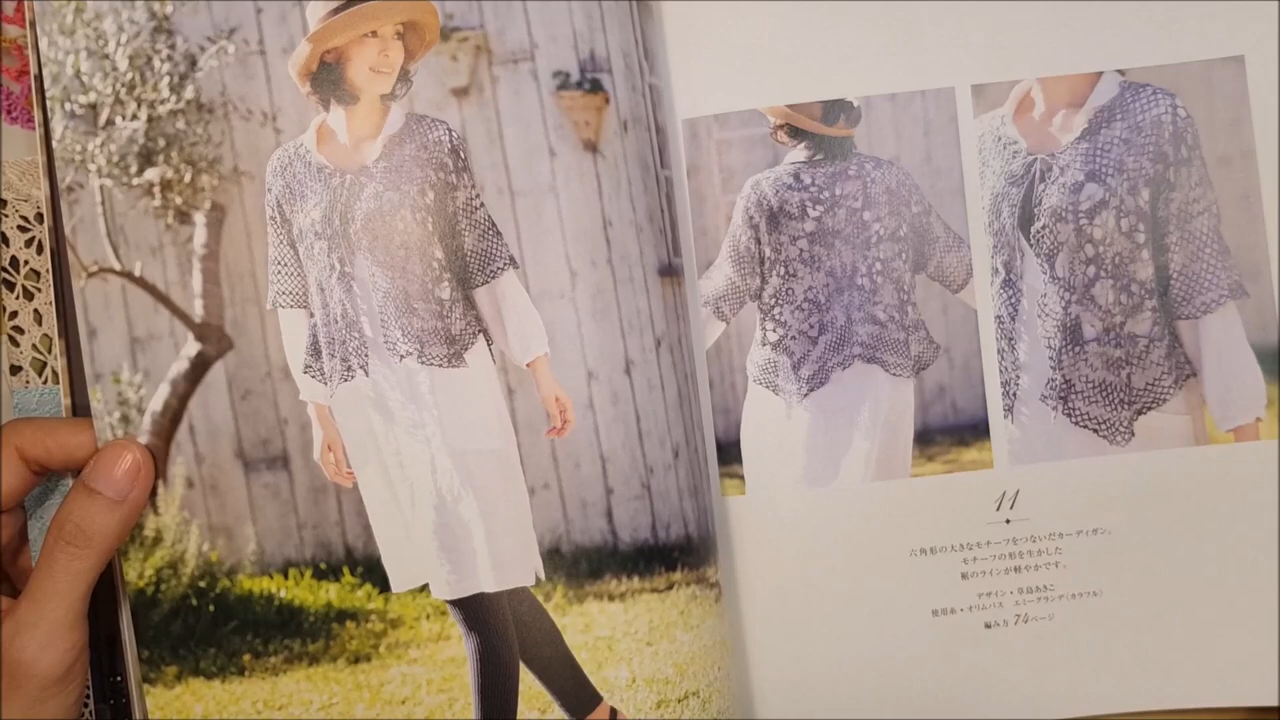 11
六角形の大きなモチーフをつないだカーディガン。
モチーフの形を生かした
裾のラインが軽やかです。
デザイン・草島あきこ
使用糸・オリムパス エミーグランデ〈カラフル〉
編み方 74ページ